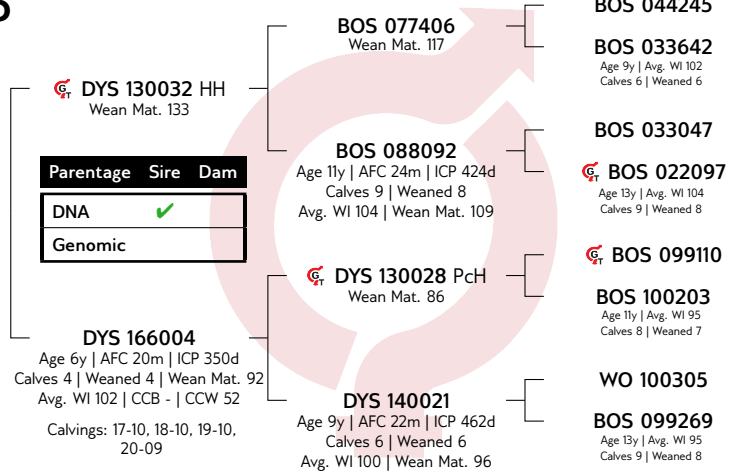 DYS 130032 HH
Wean Mat. 133
Parentage Sire Dam
DNA ✔
Genomic
DYS 166004
Age 6y | AFC 20m | ICP 350d
Calves 4 | Weaned 4 | Wean Mat. 92
Avg. WI 102 | CCB - | CCW 52
Calvings: 17-10, 18-10, 19-10,
20-09
BOS 077406
Wean Mat. 117
BOS 088092
Age 11y | AFC 24m | ICP 424d
Calves 9 | Weaned 8
Avg. WI 104 | Wean Mat. 109
GT DYS 130028 PcH
Wean Mat. 86
DYS 140021
Age 9y | AFC 22m | ICP 462d
Calves 6 | Weaned 6
Avg. WI 100 | Wean Mat. 96
BOS 044245
BOS 033642
Age 9y | Avg. WI 102
Calves 6 | Weaned 6
BOS 033047
GT BOS 022097
Age 13y | Avg. WI 104
Calves 9 | Weaned 8
GT BOS 099110
BOS 100203
Age 11y | Avg. WI 95
Calves 8 | Weaned 7
WO 100305
BOS 099269
Age 13y | Avg. WI 95
Calves 9 | Weaned 8